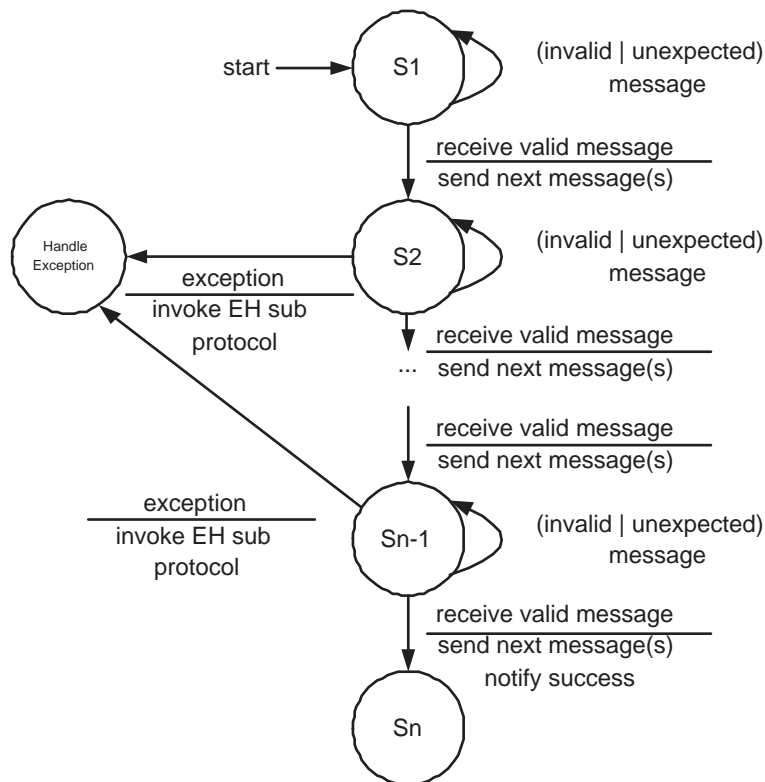 start
S1
(invalid | unexpected)
message
receive valid message
send next message(s)
Handle
Exception
S2
(invalid | unexpected)
message
exception
invoke EH sub
protocol
receive valid message
send next message(s)
...
receive valid message
send next message(s)
exception
invoke EH sub
protocol
Sn-1
(invalid | unexpected)
message
receive valid message
send next message(s)
notify success
Sn